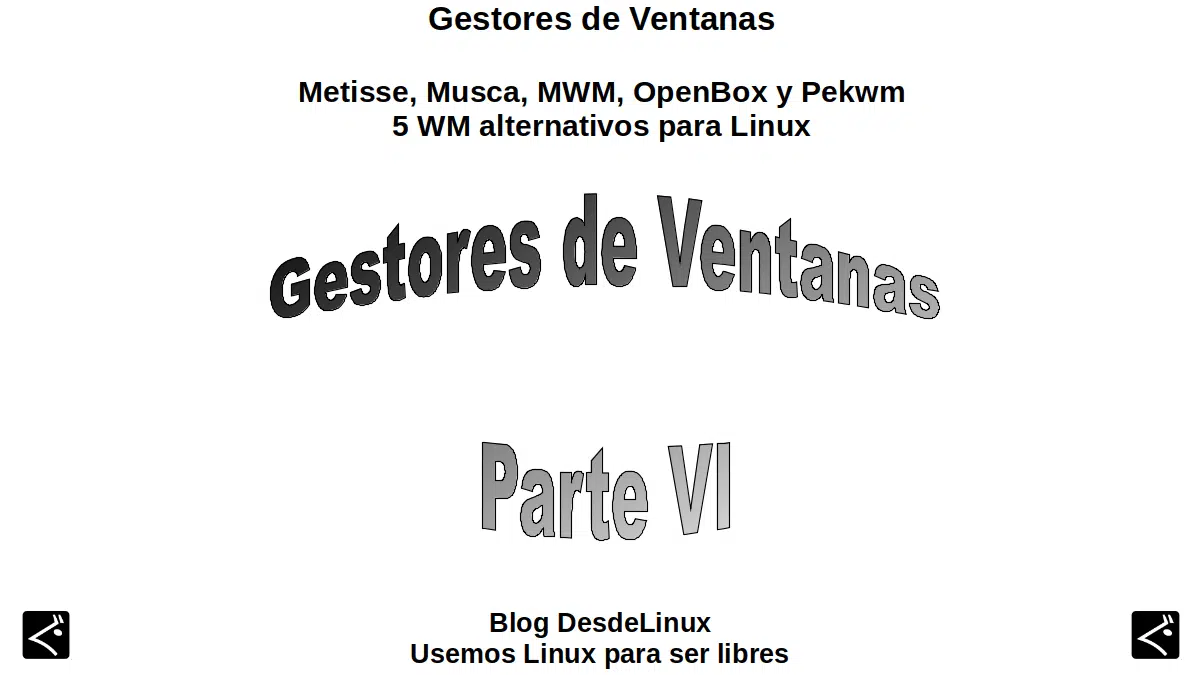 Gestores de Ventanas
Metisse, Musca, MWM, OpenBox y Pekwm
5 WM alternativos para Linux
Gestores de Ventanas
Parte VI
Blog DesdeLinux
Usemos Linux para ser libres